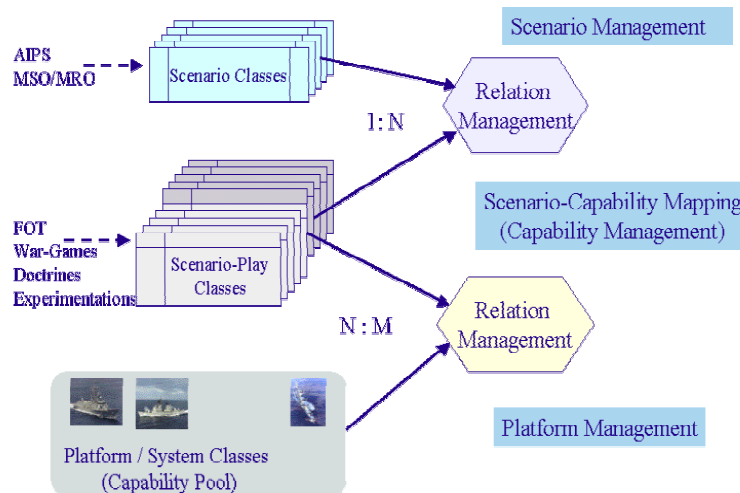 Scenario Management
AIPS
MSO/MRO
Scenario Classes
Relation
Management
1:N
Scenario-Capability Mapping
(Capability Management)
FOT
War-Games
Doctrines
Experimentations
Scenario-Play
Classes
Relation
Management
N:M
Platform Management
Platform / System Classes
(Capability Pool)